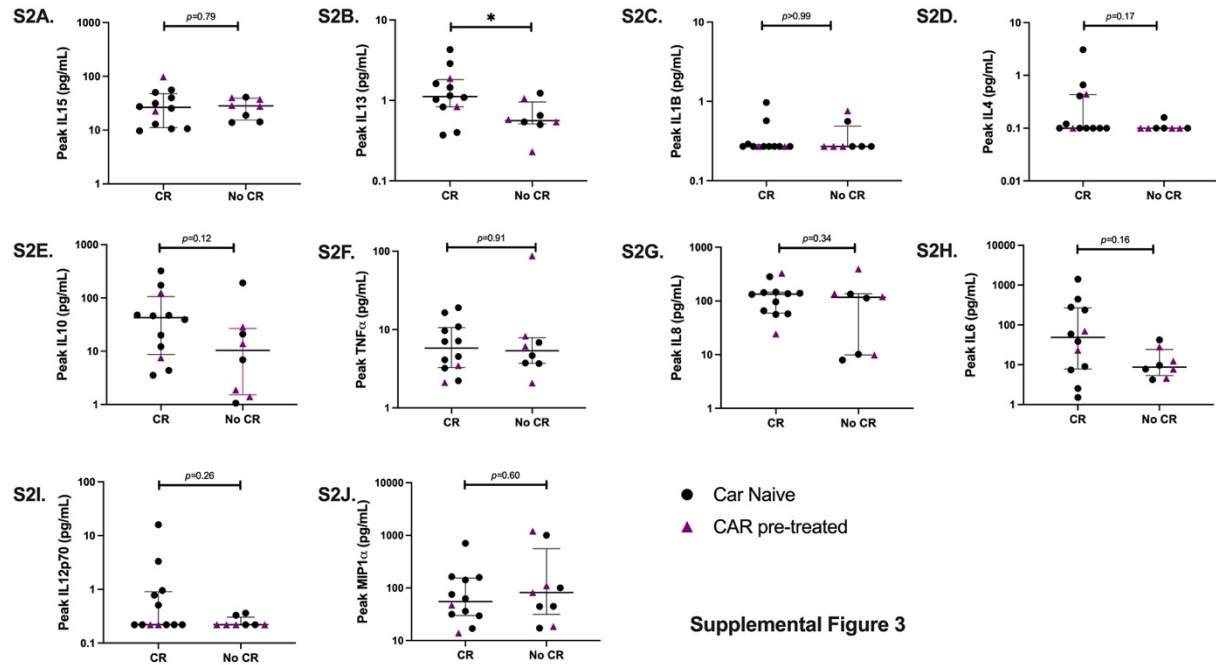 S2A.
p=0.79
Peak IL15 (pg/mL)
1000
100
10
1
CR
No CR
S2B.
*
Peak IL13 (pg/mL)
10
1
0.1
CR
No CR
S2C.
p>0.99
Peak IL1B (pg/mL)
10
1
0.1
CR
No CR
S2D.
p=0.17
Peak IL4 (pg/mL)
10
1
0.1
0.01
CR
No CR
S2E.
p=0.12
Peak IL10 (pg/mL)
1000
100
10
1
CR
No CR
S2F.
p=0.91
Peak TNFα (pg/mL)
100
10
1
CR
No CR
S2G.
p=0.34
Peak IL8 (pg/mL)
1000
100
10
1
CR
No CR
S2H.
p=0.16
Peak IL6 (pg/mL)
10000
1000
100
10
1
CR
No CR
S2I.
p=0.26
Peak IL12p70 (pg/mL)
100
10
1
0.1
CR
No CR
S2J.
p=0.60
Peak MIP1α (pg/mL)
10000
1000
100
10
CR
No CR
Car Naive
CAR pre-treated
Supplemental Figure 3